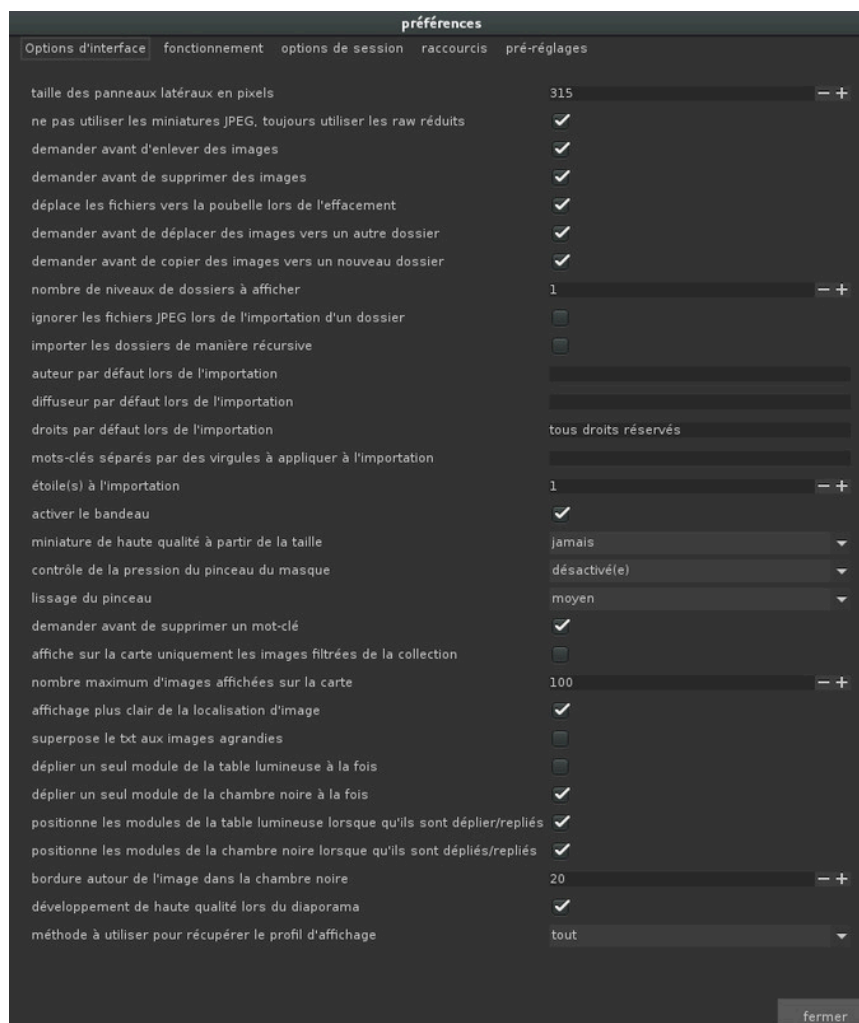 préférences
Options d'interface fonctionnement options de session raccourcis pré-réglages
taille des panneaux latéraux en pixels 315
ne pas utiliser les miniatures JPEG, toujours utiliser les raw réduits
demander avant d'enlever des images
demander avant de supprimer des images
déplace les fichiers vers la poubelle lors de l'effacement
demander avant de déplacer des images vers un autre dossier
demander avant de copier des images vers un nouveau dossier
nombre de niveaux de dossiers à afficher 1
ignorer les fichiers JPEG lors de l'importation d'un dossier
importer les dossiers de manière récursive
auteur par défaut lors de l'importation
diffuseur par défaut lors de l'importation
droits par défaut lors de l'importation tous droits réservés
mots-clés séparés par des virgules à appliquer à l'importation
étoile(s) à l'importation 1
activer le bandeau
miniature de haute qualité à partir de la taille jamais
contrôle de la pression du pinceau du masque désactivé(e)
lissage du pinceau moyen
demander avant de supprimer un mot-clé
affiche sur la carte uniquement les images filtrées de la collection
nombre maximum d'images affichées sur la carte 100
affichage plus clair de la localisation d'image
superpose le txt aux images agrandies
déplier un seul module de la table lumineuse à la fois
déplier un seul module de la chambre noire à la fois
positionne les modules de la table lumineuse lorsque qu'ils sont déplier/repliés
positionne les modules de la chambre noire lorsque qu'ils sont dépliés/repliés
bordure autour de l'image dans la chambre noire 20
développement de haute qualité lors du diaporama
méthode à utiliser pour récupérer le profil d'affichage tout
fermer